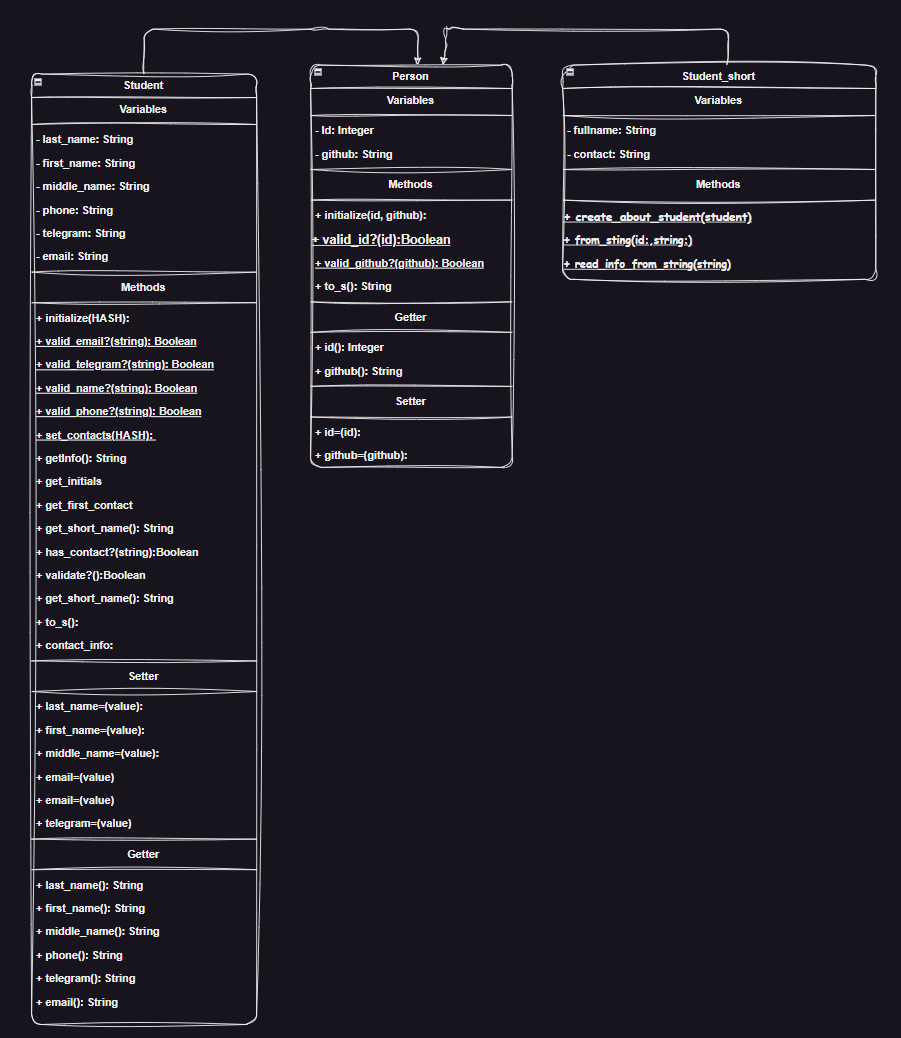 Student
Variables
- last_name: String
- first_name: String
- middle_name: String
- phone: String
- telegram: String
- email: String
Methods
+ initialize(HASH):
+ valid_email?(string): Boolean
+ valid_telegram?(string): Boolean
+ valid_name?(string): Boolean
+ valid_phone?(string): Boolean
+ set_contacts(HASH):
+ getInfo(): String
+ get_initials
+ get_first_contact
+ get_short_name(): String
+ has_contact?(string):Boolean
+ validate?():Boolean
+ get_short_name(): String
+ to_s():
+ contact_info:
Setter
+ last_name=(value):
+ first_name=(value):
+ middle_name=(value):
+ email=(value)
+ email=(value)
+ telegram=(value)
Getter
+ last_name(): String
+ first_name(): String
+ middle_name(): String
+ phone(): String
+ telegram(): String
+ email(): String
Person
Variables
- Id: Integer
- github: String
Methods
+ initialize(id, github):
+ valid_id?(id):Boolean
+ valid_github?(github): Boolean
+ to_s(): String
Getter
+ id(): Integer
+ github(): String
Setter
+ id=(id):
+ github=(github):
Student_short
Variables
- fullname: String
- contact: String
Methods
+ create_about_student(student)
+ from_sting(id:,string:)
+ read_info_from_string(string)